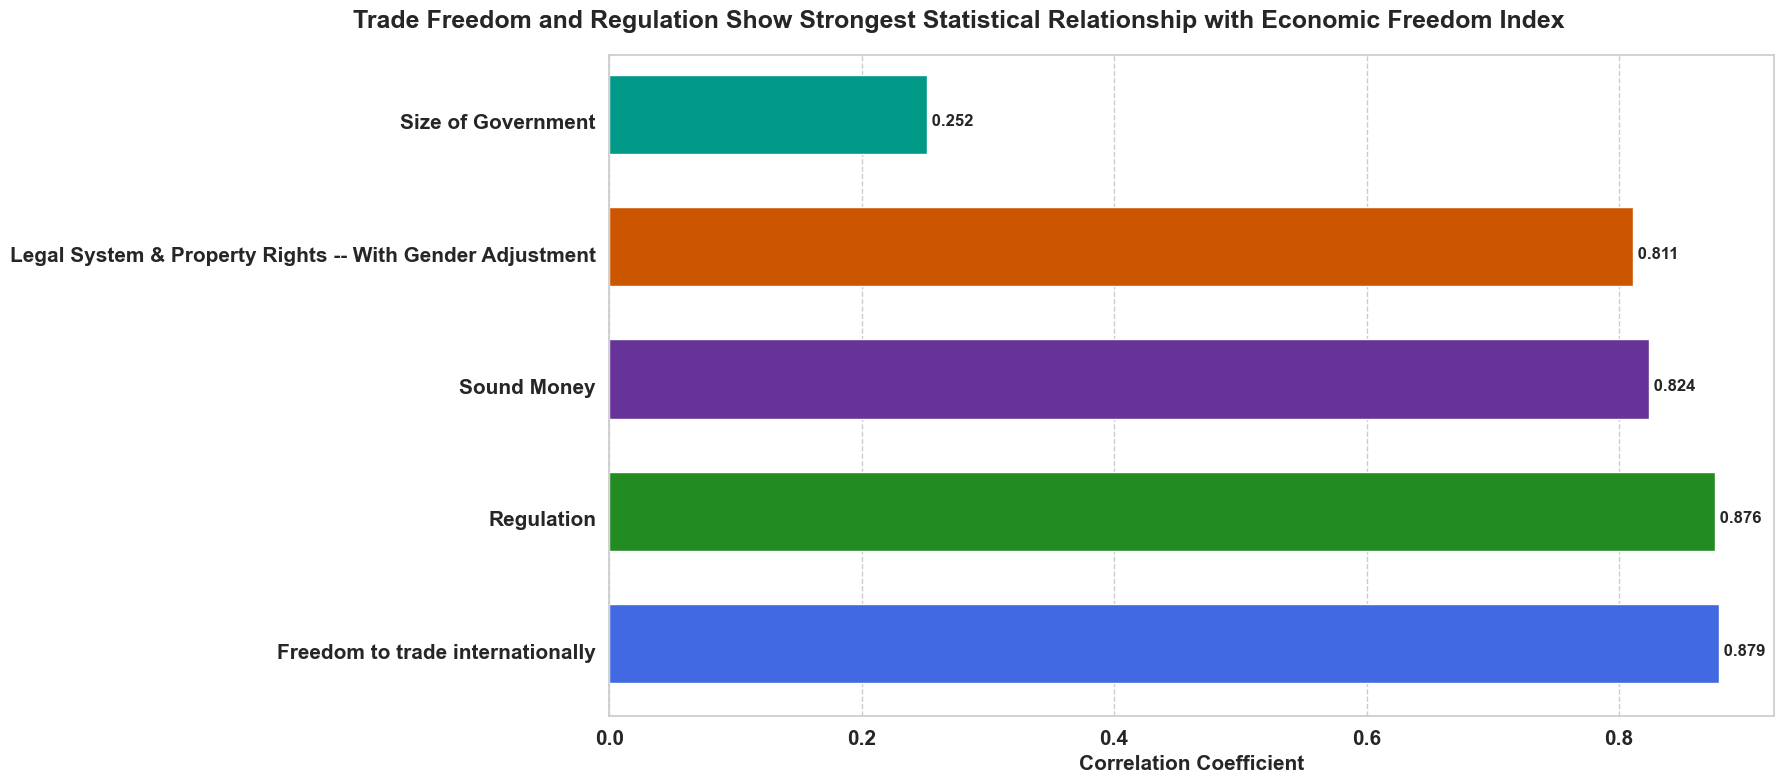 Trade Freedom and Regulation Show Strongest Statistical Relationship with Economic Freedom Index
Size of Government
0.252
Legal System & Property Rights -- With Gender Adjustment
0.811
Sound Money
0.824
Regulation
0.876
Freedom to trade internationally
0.879
0.0 0.2 0.4 0.6 0.8
Correlation Coefficient